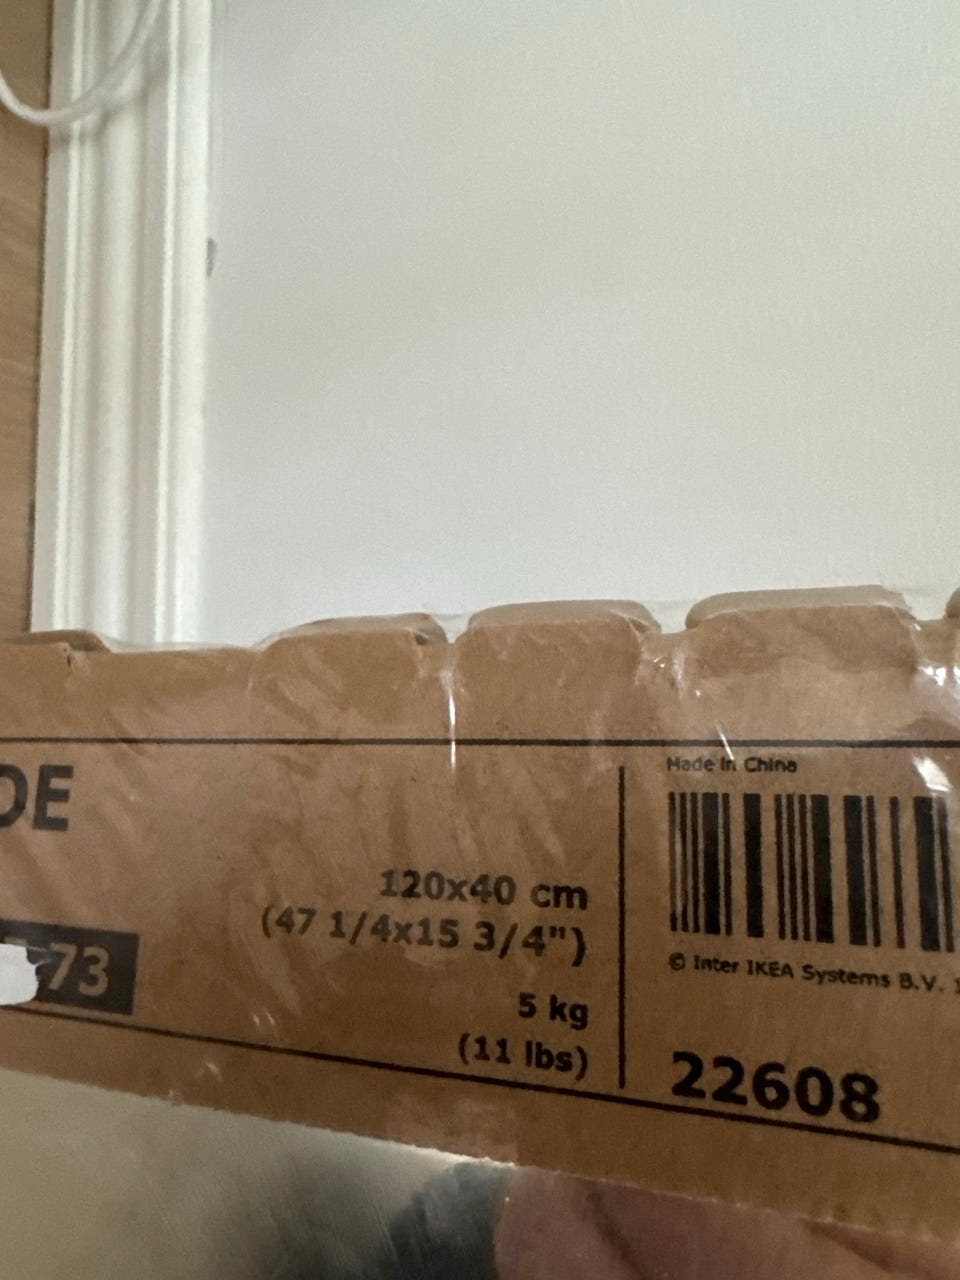 DE
120x40 cm
(47 1/4x15 3/4")
73
5 kg
(11 lbs)
Made in China
© Inter IKEA Systems B.V.
22608